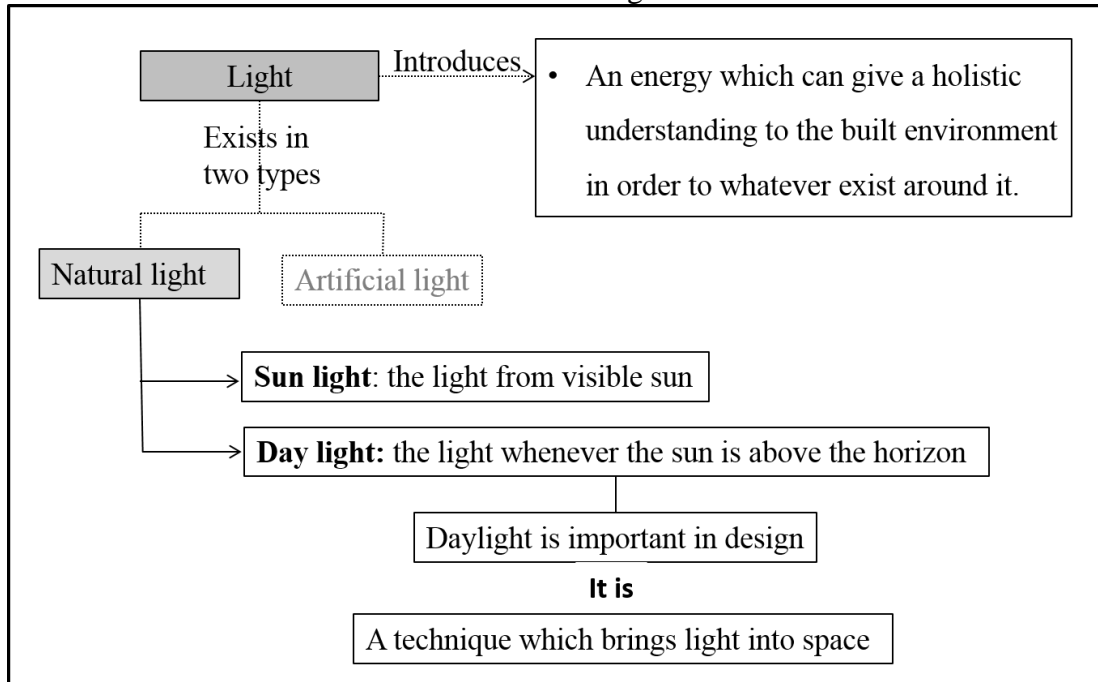 Light
Introduces
• An energy which can give a holistic
understanding to the built environment
in order to whatever exist around it.
Exists in
two types
Natural light
Artificial light
Sun light: the light from visible sun
Day light: the light whenever the sun is above the horizon
Daylight is important in design
It is
A technique which brings light into space